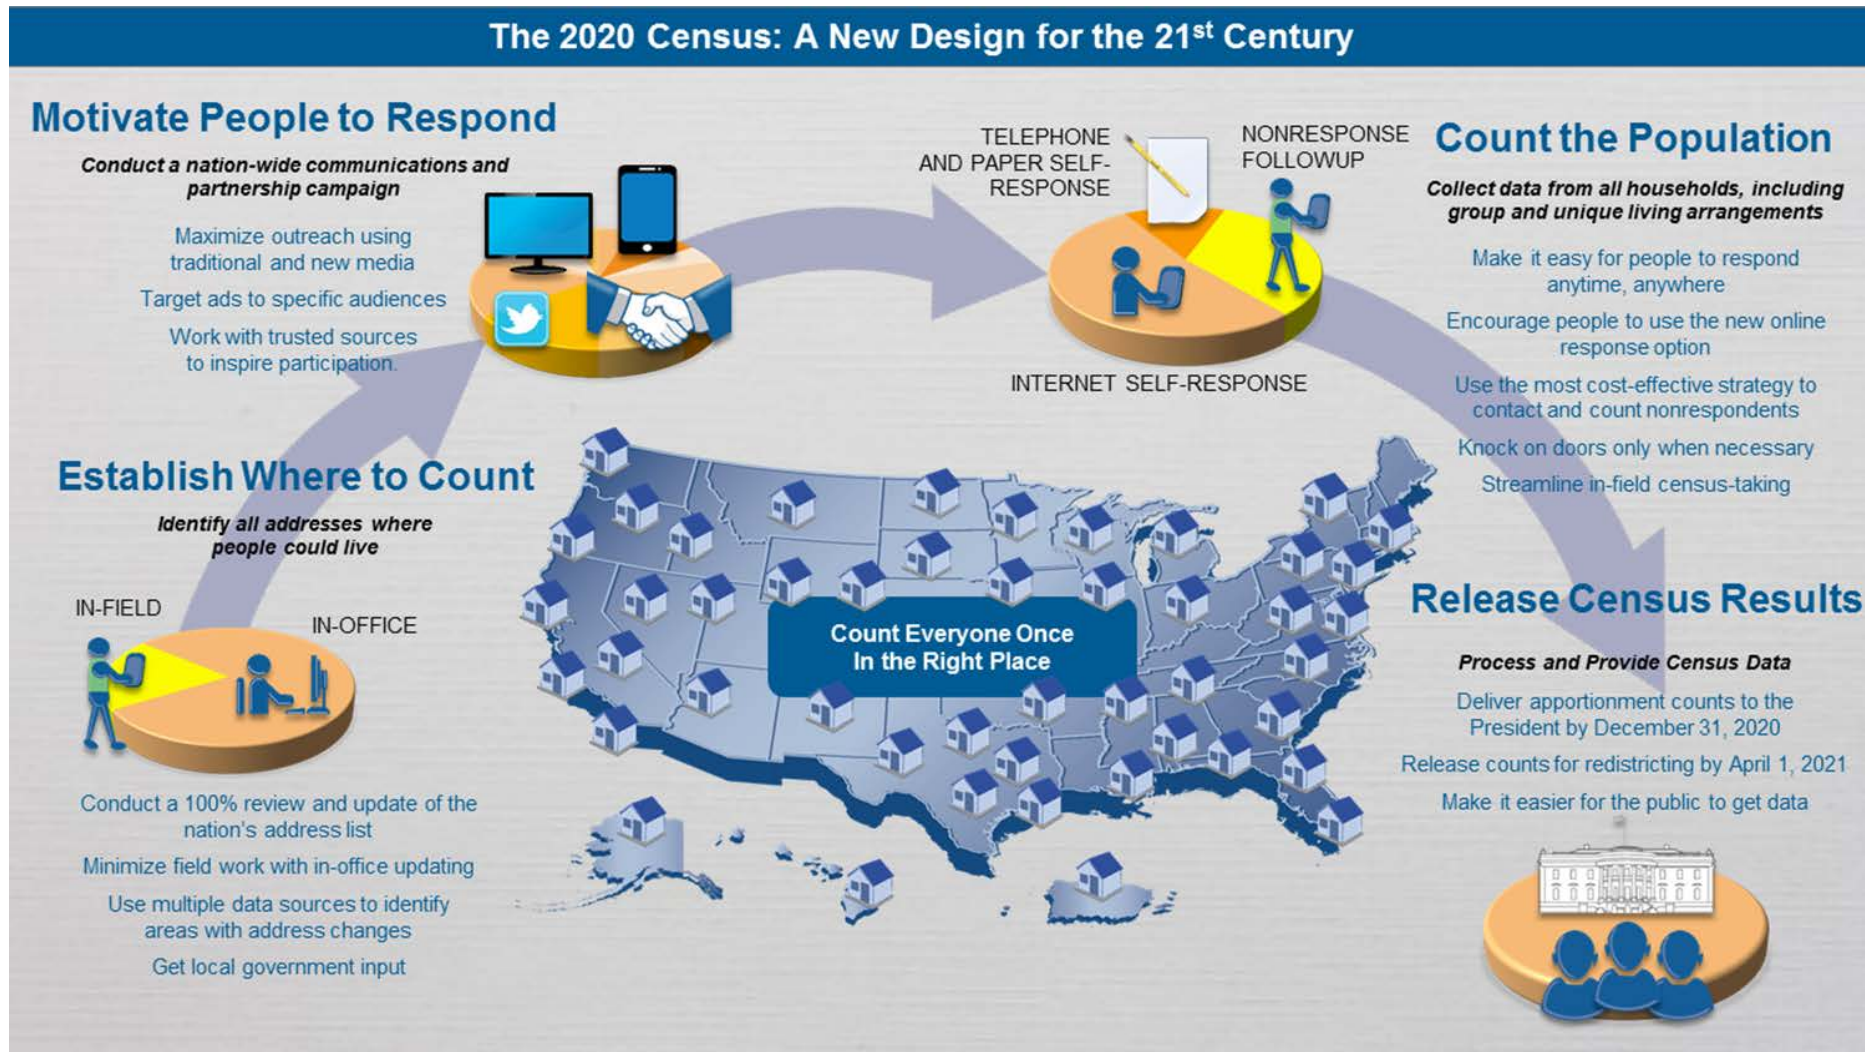 The 2020 Census: A New Design for the 21st Century
Motivate People to Respond
Conduct a nation-wide communications and
partnership campaign
Maximize outreach using
traditional and new media
Target ads to specific audiences
Work with trusted sources
to inspire participation.
Establish Where to Count
Identify all addresses where
people could live
IN-FIELD
IN-OFFICE
Conduct a 100% review and update of the
nation's address list
Minimize field work with in-office updating
Use multiple data sources to identify
areas with address changes
Get local government input
TELEPHONE
AND PAPER SELF-
RESPONSE
NONRESPONSE
FOLLOWUP
INTERNET SELF-RESPONSE
Count Everyone Once
In the Right Place
Count the Population
Collect data from all households, including
group and unique living arrangements
Make it easy for people to respond
anytime, anywhere
Encourage people to use the new online
response option
Use the most cost-effective strategy to
contact and count nonrespondents
Knock on doors only when necessary
Streamline in-field census-taking
Release Census Results
Process and Provide Census Data
Deliver apportionment counts to the
President by December 31, 2020
Release counts for redistricting by April 1, 2021
Make it easier for the public to get data